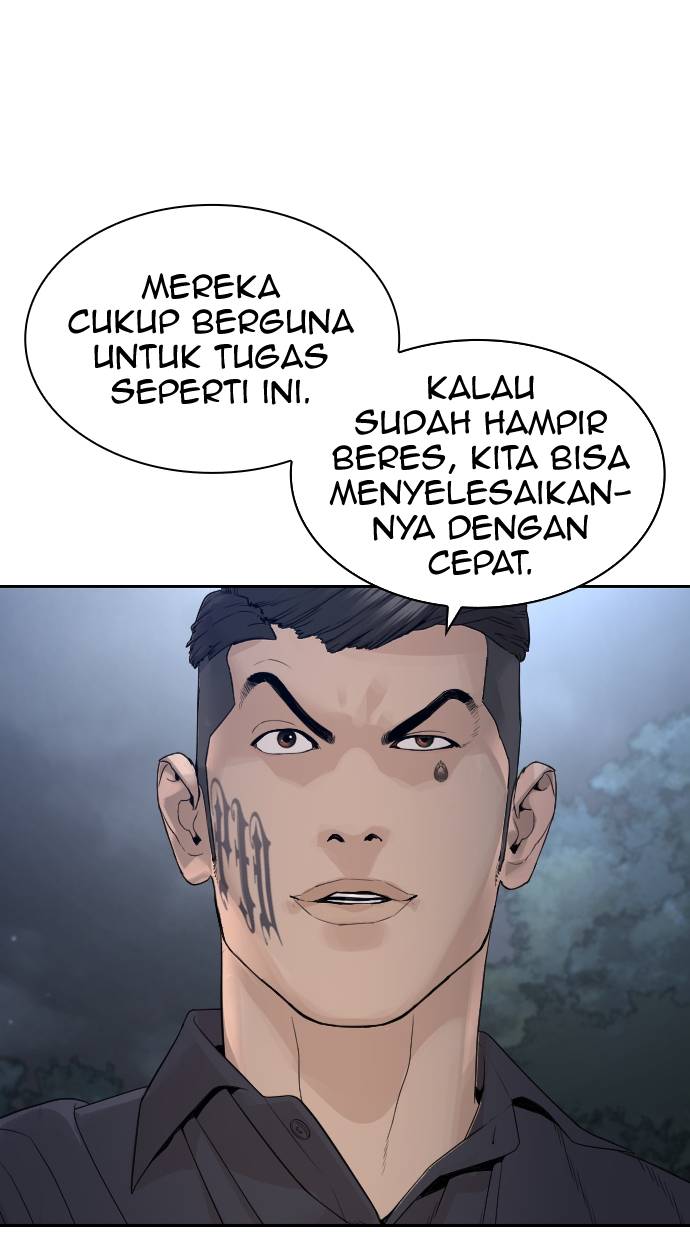 MEREKA
CUKUP BERGUNA
UNTUK TUGAS
SEPERTI INI.
KALAU
SUDAH HAMPIR
BERES, KITA BISA
MENYELESAIKAN-
NYA DENGAN
CEPAT.